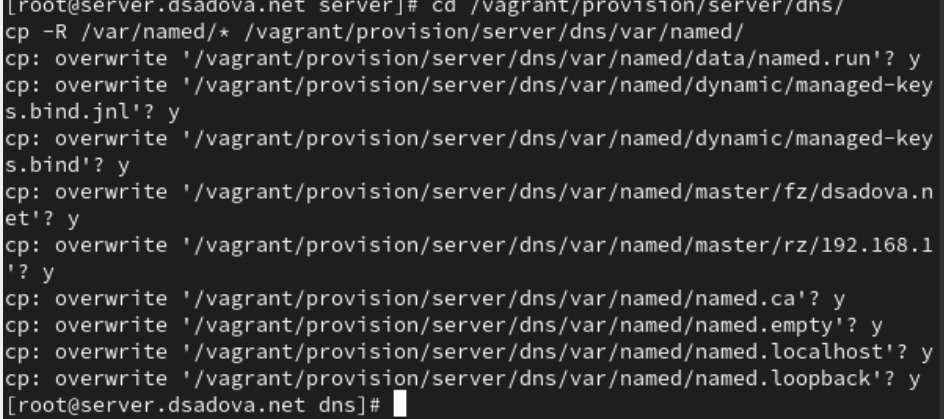 [root@server.dsadova.net server]# cd /vagrant/provision/server/dns/
cp -R /var/named/* /vagrant/provision/server/dns/var/named/
cp: overwrite '/vagrant/provision/server/dns/var/named/data/named.run'? y
cp: overwrite '/vagrant/provision/server/dns/var/named/dynamic/managed-key
s.bind.jnl'? y
cp: overwrite '/vagrant/provision/server/dns/var/named/dynamic/managed-key
s.bind'? y
cp: overwrite '/vagrant/provision/server/dns/var/named/master/fz/dsadova.n
et'? y
cp: overwrite '/vagrant/provision/server/dns/var/named/master/rz/192.168.1
'? y
cp: overwrite '/vagrant/provision/server/dns/var/named/named.ca'? y
cp: overwrite '/vagrant/provision/server/dns/var/named/named.empty'? y
cp: overwrite '/vagrant/provision/server/dns/var/named/named.localhost'? y
cp: overwrite '/vagrant/provision/server/dns/var/named/named.loopback'? y
[root@server.dsadova.net dns]#